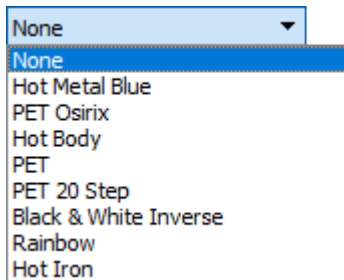 None
None
Hot Metal Blue
PET Osirix
Hot Body
PET
PET 20 Step
Black & White Inverse
Rainbow
Hot Iron